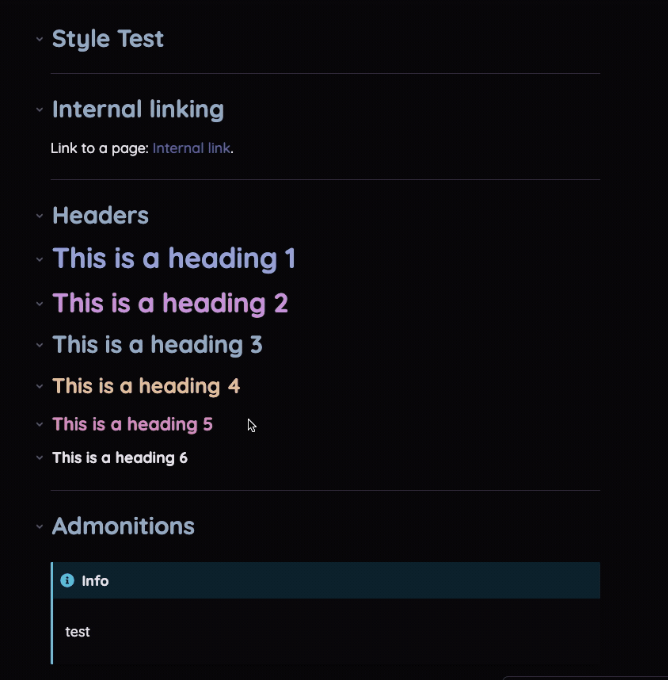 Style Test
Internal linking
Link to a page: Internal link.
Headers
This is a heading 1
This is a heading 2
This is a heading 3
This is a heading 4
This is a heading 5
This is a heading 6
Admonitions
Info
test